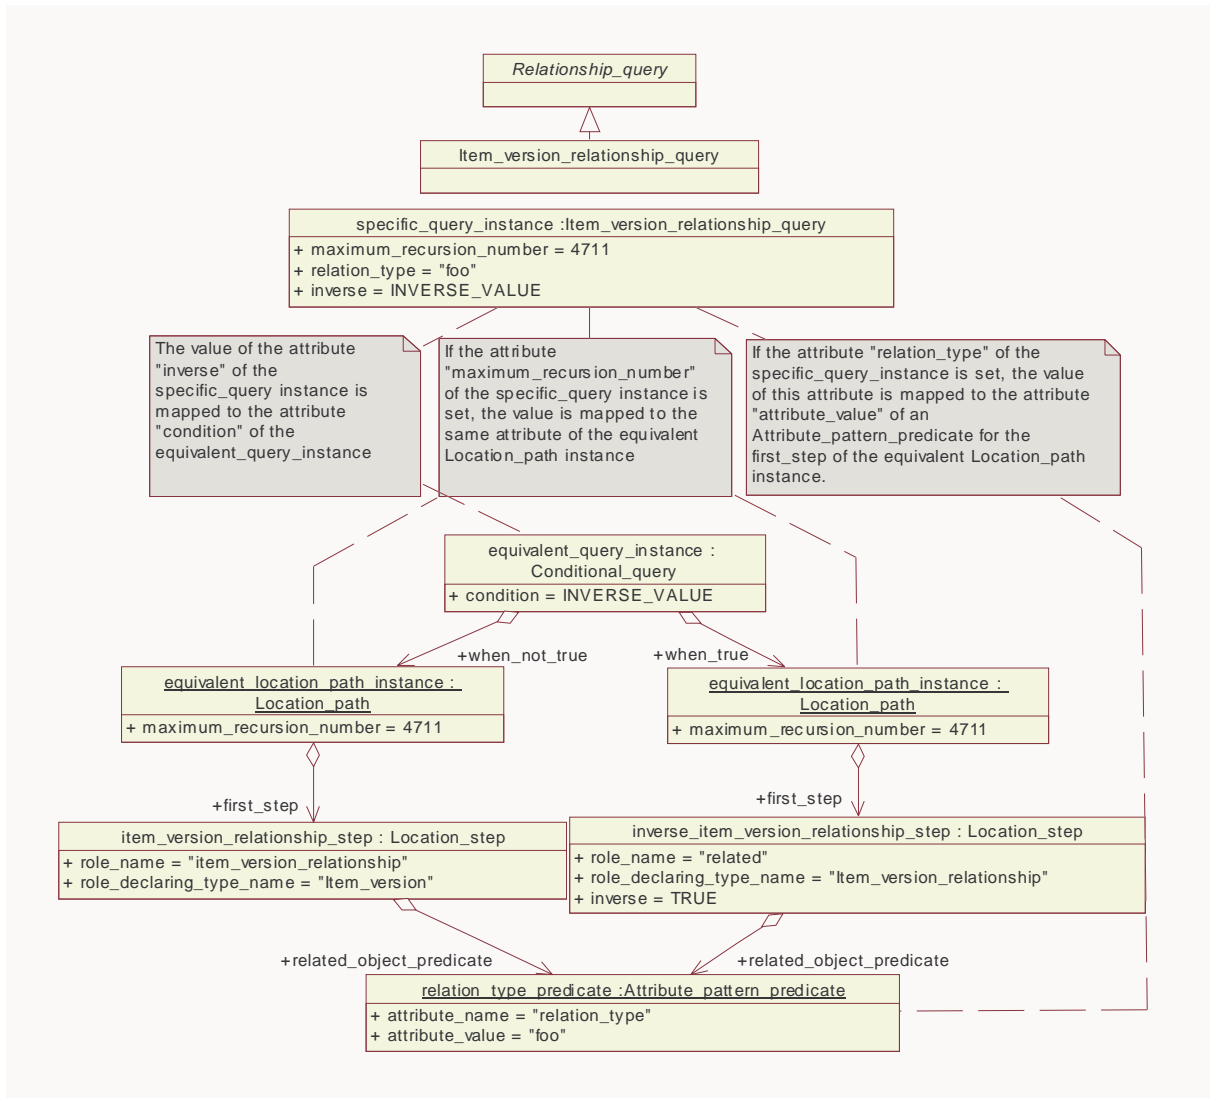 Relationship_query
Item_version_relationship_query
specific_query_instance :Item_version_relationship_query
+ maximum_recursion_number = 4711
+ relation_type = "foo"
+ inverse = INVERSE_VALUE
The value of the attribute
"inverse" of the
specific_query instance is
mapped to the attribute
"condition" of the
equivalent_query_instance
If the attribute
"maximum_recursion_number"
of the specific_query instance is
set, the value is mapped to the
same attribute of the equivalent
Location_path instance
If the attribute "relation_type" of the
specific_query_instance is set, the value
of this attribute is mapped to the attribute
"attribute_value" of an
Attribute_pattern_predicate for the
first_step of the equivalent Location_path
instance.
equivalent_query_instance :
Conditional_query
+ condition = INVERSE_VALUE
+when_not_true
+when_true
equivalent_location_path_instance :
Location_path
+ maximum_recursion_number = 4711
equivalent_location_path_instance :
Location_path
+ maximum_recursion_number = 4711
+first_step
+first_step
item_version_relationship_step : Location_step
+ role_name = "item_version_relationship"
+ role_declaring_type_name = "Item_version"
inverse_item_version_relationship_step : Location_step
+ role_name = "related"
+ role_declaring_type_name = "Item_version_relationship"
+ inverse = TRUE
+related_object_predicate
+related_object_predicate
relation_type_predicate :Attribute_pattern_predicate
+ attribute_name = "relation_type"
+ attribute_value = "foo"